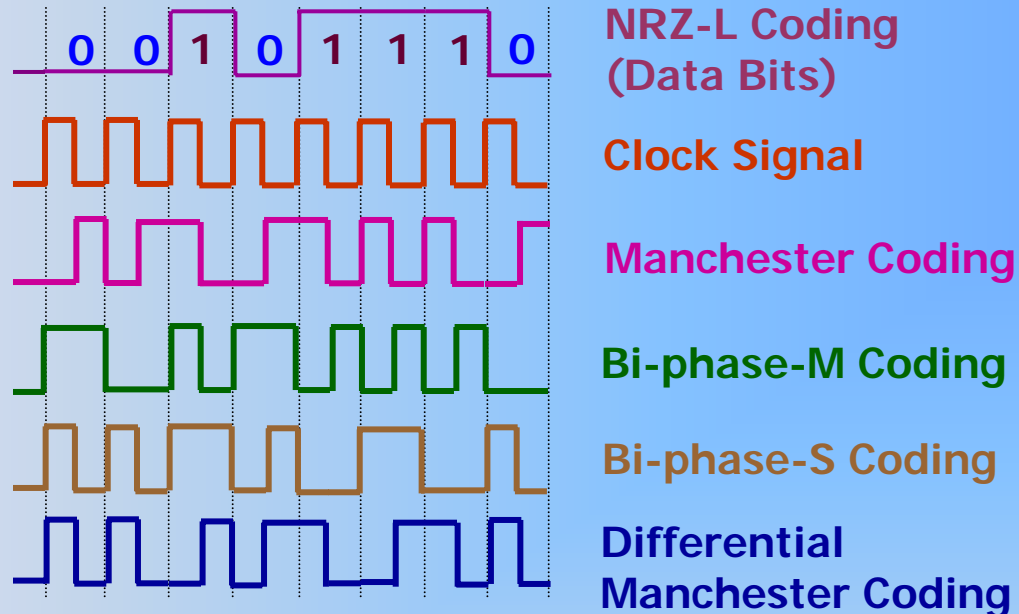 0 0 1 0 1 1 1 0
NRZ-L Coding
(Data Bits)
Clock Signal
Manchester Coding
Bi-phase-M Coding
Bi-phase-S Coding
Differential
Manchester Coding